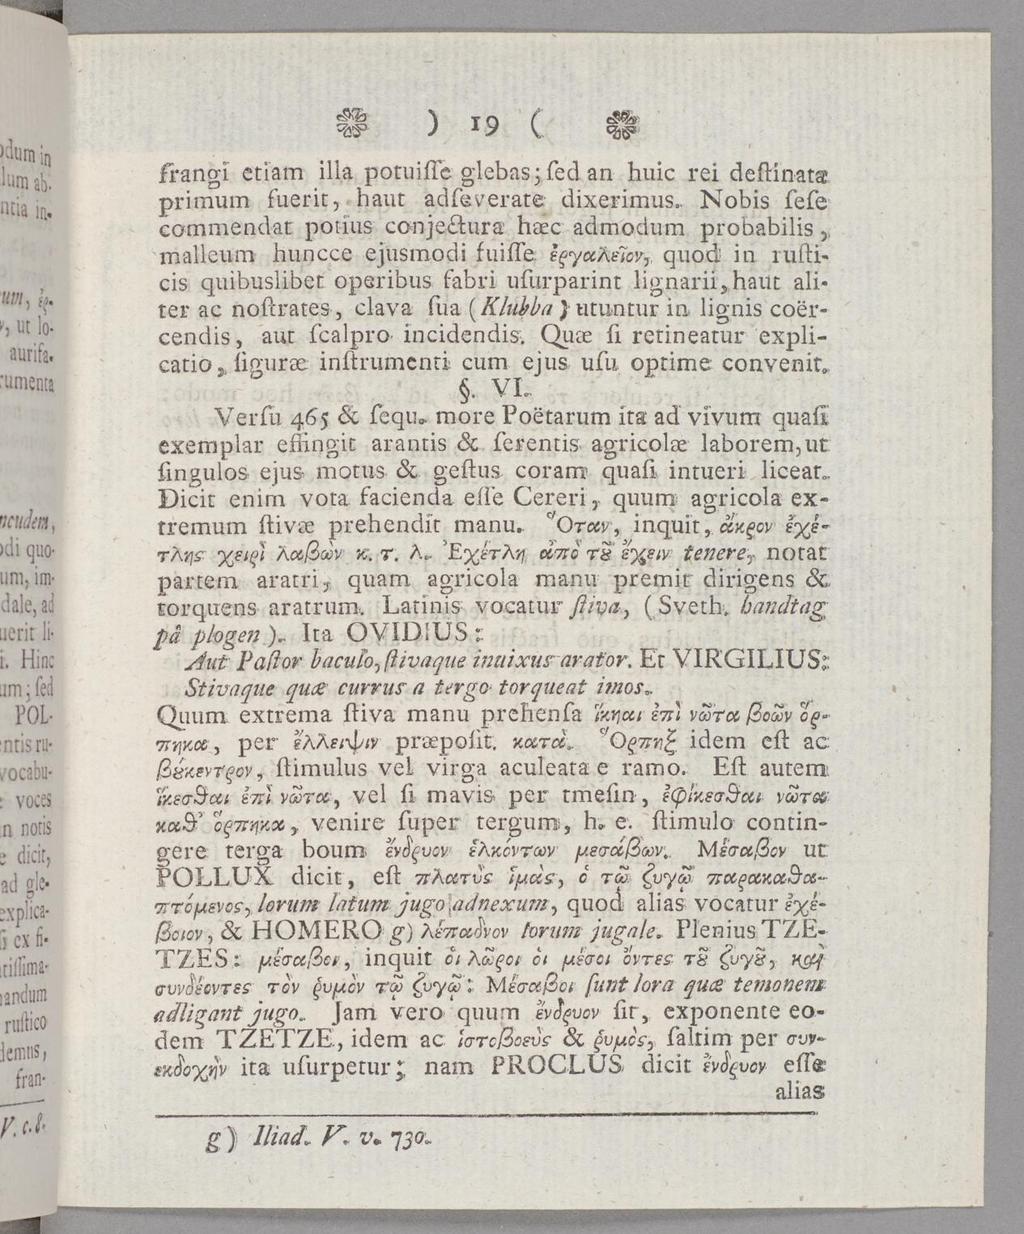 ) 19 (
frangi etiam illa potuiſſe glebas; ſed an huic rei deſtinata
primum fuerit, haut adſeverate dixerimus. Nobis ſeſe
commendat potius conjectura hæc admodum probabilis,
malleum huncce ejusmodi fuiſſe ἐργαλεῖον, quod in ruſti-
cis quibuslibet operibus fabri uſurparint lignarii, haut ali-
ter ac noſtrates, clava ſua (Klubba) utuntur in lignis coër-
cendis, aut ſcalpro incidendis. Quæ ſi retineatur expli-
catio, figuræ inſtrumenti cum ejus uſu optime convenit.
§. VI.
Verſu 465 & ſequ. more Poëtarum ita ad vivum quaſi
exemplar effingit arantis & ſerentis agricolæ laborem, ut
ſingulos ejus motus & geſtus coram quaſi intueri liceat.
Dicit enim vota facienda eſſe Cereri, quum agricola ex-
tremum ſtivæ prehendit manu. Ὅταν, inquit, ἄκρον ἐχέ-
τλης χειρὶ λαβὼν κ. τ. λ. Ἐχέτλη ἀπὸ τȣ͂ ἔχειν tenere, notat
partem aratri, quam agricola manu premit dirigens &
torquens aratrum. Latinis vocatur ſtiva, (Sveth. handtag
på plogen). Ita OVIDIUS:
Aut Paſtor baculo, ſtivaque inuixus arator. Et VIRGILIUS:
Stivaque quæ currus a tergo torqueat imos.
Quum extrema ſtiva manu prehenſa ἵκηαι ἐπὶ νῶτα βοῶν ὅρ-
πηκα, per ἔλλειψιν præpoſit. κατά. Ὅρπηξ idem eſt ac
βȣ́κεντρον, ſtimulus vel virga aculeata e ramo. Eſt autem
ἵκεσθαι ἐπὶ νῶτα, vel ſi mavis per tmeſin, ἐφίκεσθαι νῶτα
καθ' ὅρπηκα, venire ſuper tergum, h. e. ſtimulo contin-
gere terga boum ἔνδρυον ἑλκόντων μεσάβων. Μέσαβον ut
POLLUX dicit, eſt πλατὺς ἱμὰς, ὁ τῷ ζυγῷ παρακαθα-
πτόμενος, lorum latum jugo adnexum, quod alias vocatur ἐχέ-
βοιον, & HOMERO g) λέπαδνον lorum jugale. Plenius TZE-
TZES: μέσαβοι, inquit ὁι λῶροι ὁι μέσοι ὄντες τȣ͂ ζυγȣ͂, καὶ
συνδέοντες τὸν ῥυμὸν τῷ ζυγῷ: Μέσαβοι ſunt lora quæ temonem
adligant jugo. Jam vero quum ἔνδρυον ſit, exponente eo-
dem TZETZE, idem ac ἱστοβοεὺς & ῥυμὸς, ſaltim per συν-
εκδοχὴν ita uſurpetur; nam PROCLUS dicit ἔνδρυον eſſe
alias
g) Iliad. V. v. 730.